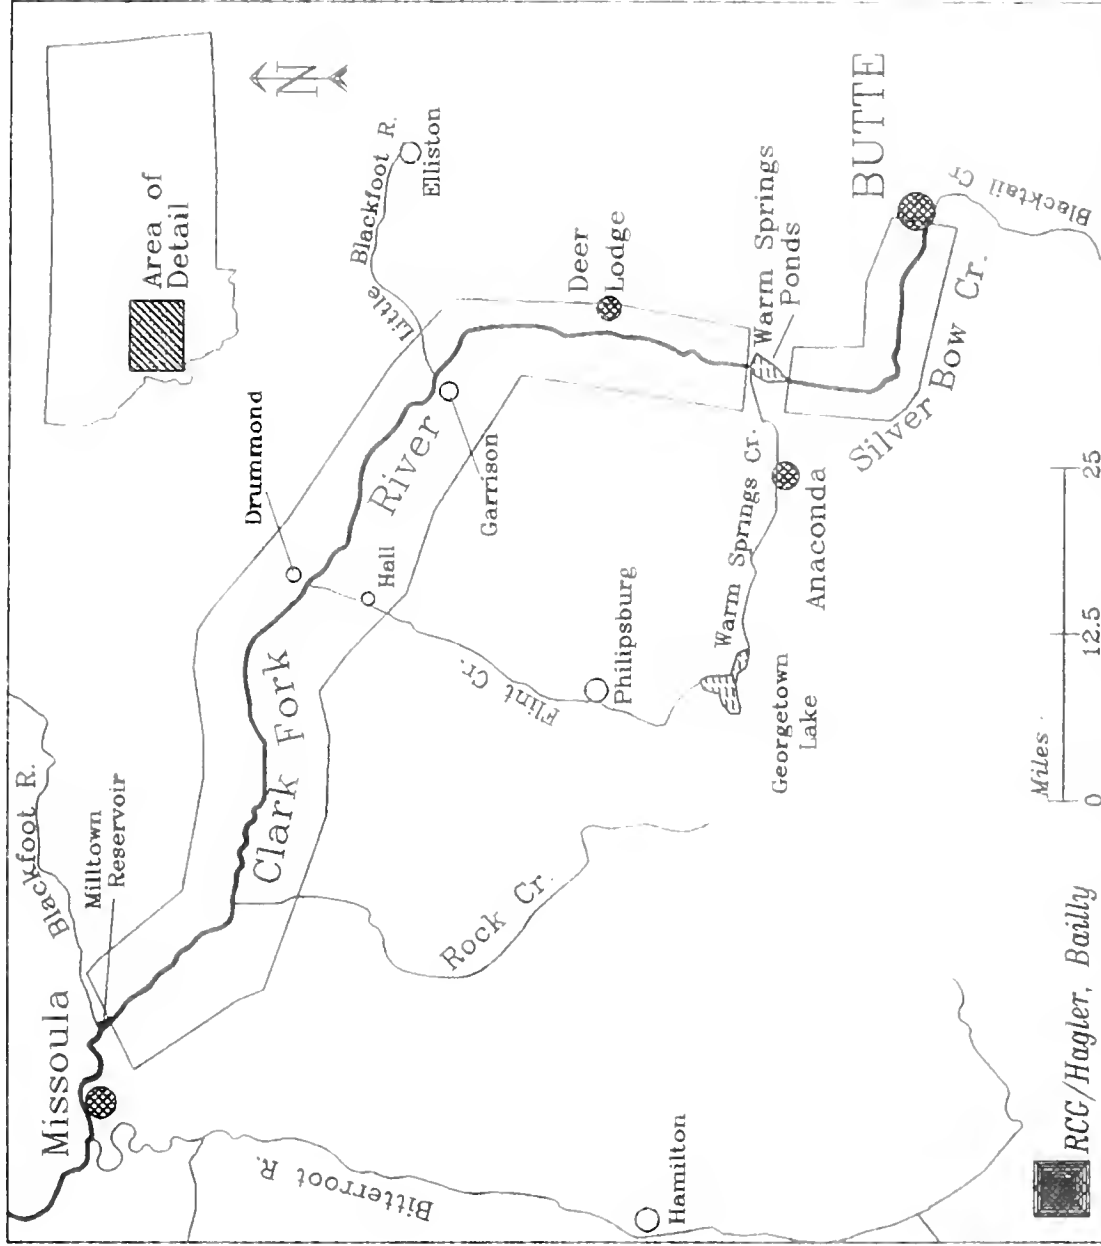 Missoula
Blackfoot R.
Milltown
Reservoir
Clark Fork
River
Drummond
Hall
Garrison
Little
Blackfoot R.
Elliston
Area of
Detail
N
Deer
Lodge
Warm Springs
Ponds
BUTTE
Blacktail Cr
Silver Bow Cr.
Warm Springs Cr.
Anaconda
Georgetown
Lake
Philipsburg
Flint Cr.
Rock Cr.
Bitterroot R.
Hamilton
Miles
0
12.5
25
RCG/Hagler, Bailly